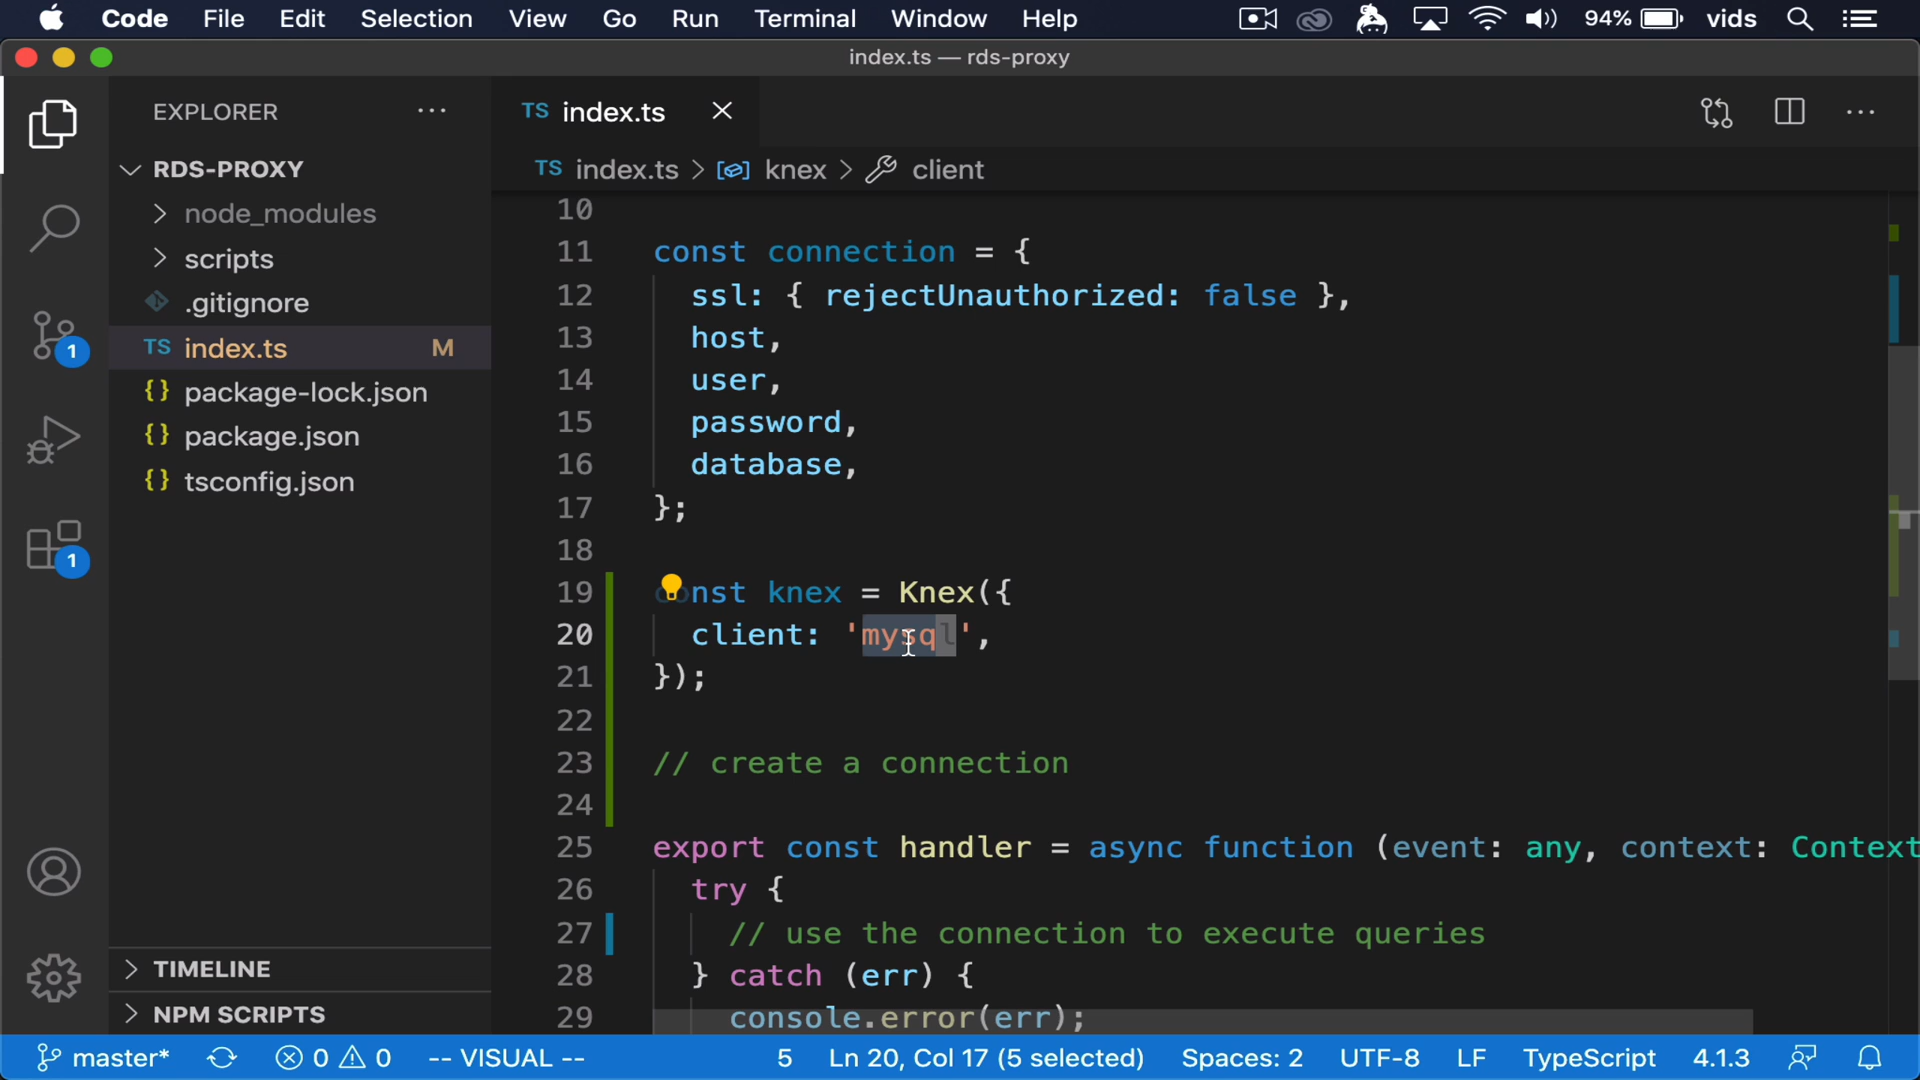 Code File Edit Selection View Go Run Terminal Window Help 94% vids
index.ts — rds-proxy
EXPLORER
RDS-PROXY
node_modules
scripts
.gitignore
TS index.ts M
{} package-lock.json
{} package.json
{} tsconfig.json
TIMELINE
NPM SCRIPTS
1
1
TS index.ts
TS index.ts > knex > client
10
11 const connection = {
12 ssl: { rejectUnauthorized: false },
13 host,
14 user,
15 password,
16 database,
17 };
18
19 const knex = Knex({
20 client: 'mysql',
21 });
22
23 // create a connection
24
25 export const handler = async function (event: any, context: Context
26 try {
27 // use the connection to execute queries
28 } catch (err) {
29 console.error(err);
master* 0 0 -- VISUAL -- 5 Ln 20, Col 17 (5 selected) Spaces: 2 UTF-8 LF TypeScript 4.1.3